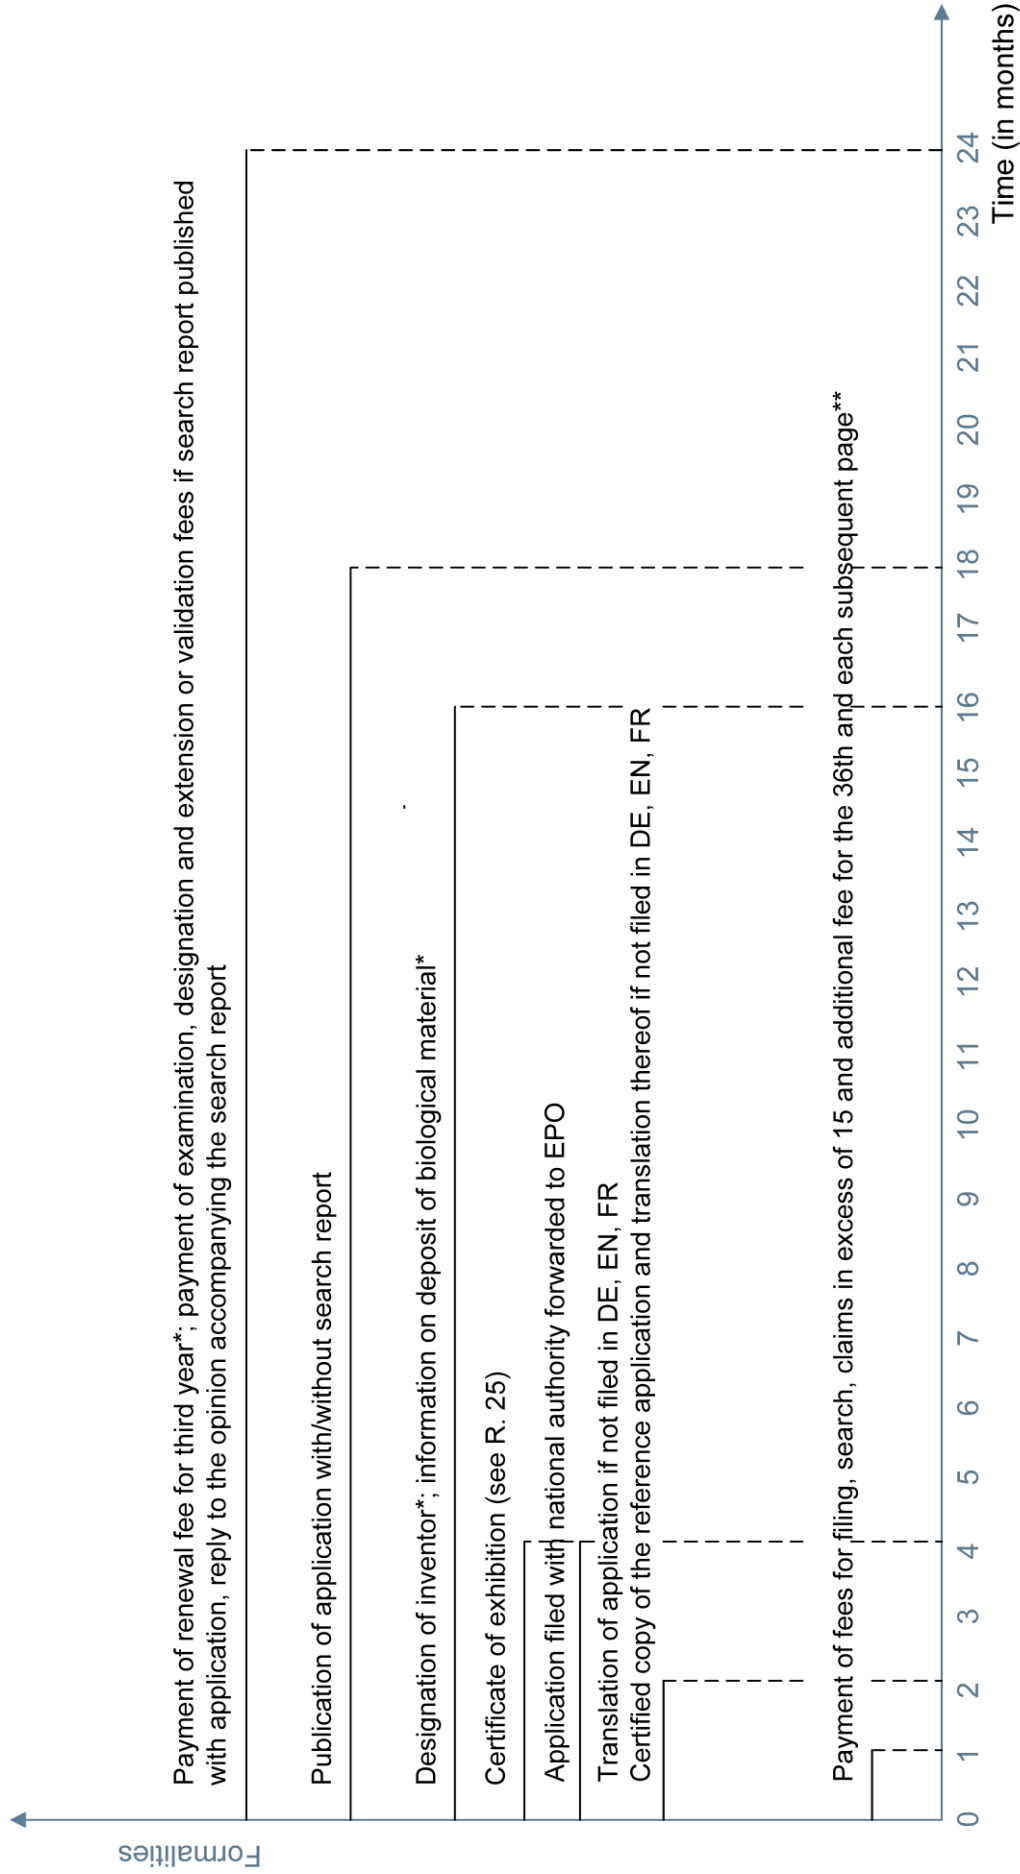 Formalities
Payment of renewal fee for third year*; payment of examination, designation and extension or validation fees if search report published
with application, reply to the opinion accompanying the search report
Publication of application with/without search report
Designation of inventor*; information on deposit of biological material*
Certificate of exhibition (see R. 25)
Application filed with national authority forwarded to EPO
Translation of application if not filed in DE, EN, FR
Certified copy of the reference application and translation thereof if not filed in DE, EN, FR
Payment of fees for filing, search, claims in excess of 15 and additional fee for the 36th and each subsequent page**
0 1 2 3 4 5 6 7 8 9 10 11 12 13 14 15 16 17 18 19 20 21 22 23 24
Time (in months)